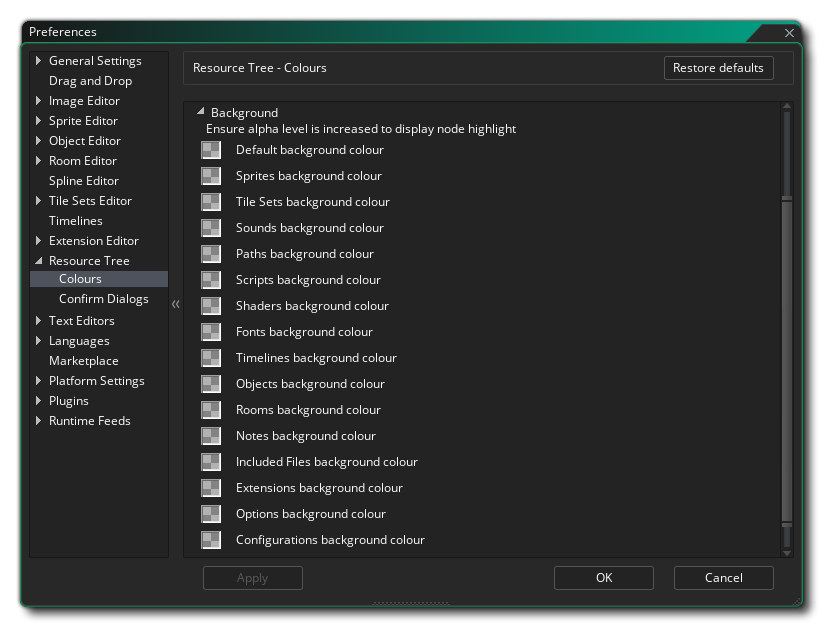 Preferences
General Settings
Drag and Drop
Image Editor
Sprite Editor
Object Editor
Room Editor
Spline Editor
Tile Sets Editor
Timelines
Extension Editor
Resource Tree
Colours
Confirm Dialogs
Text Editors
Languages
Marketplace
Platform Settings
Plugins
Runtime Feeds
Resource Tree - Colours
Restore defaults
Background
Ensure alpha level is increased to display node highlight
Default background colour
Sprites background colour
Tile Sets background colour
Sounds background colour
Paths background colour
Scripts background colour
Shaders background colour
Fonts background colour
Timelines background colour
Objects background colour
Rooms background colour
Notes background colour
Included Files background colour
Extensions background colour
Options background colour
Configurations background colour
Apply
OK
Cancel